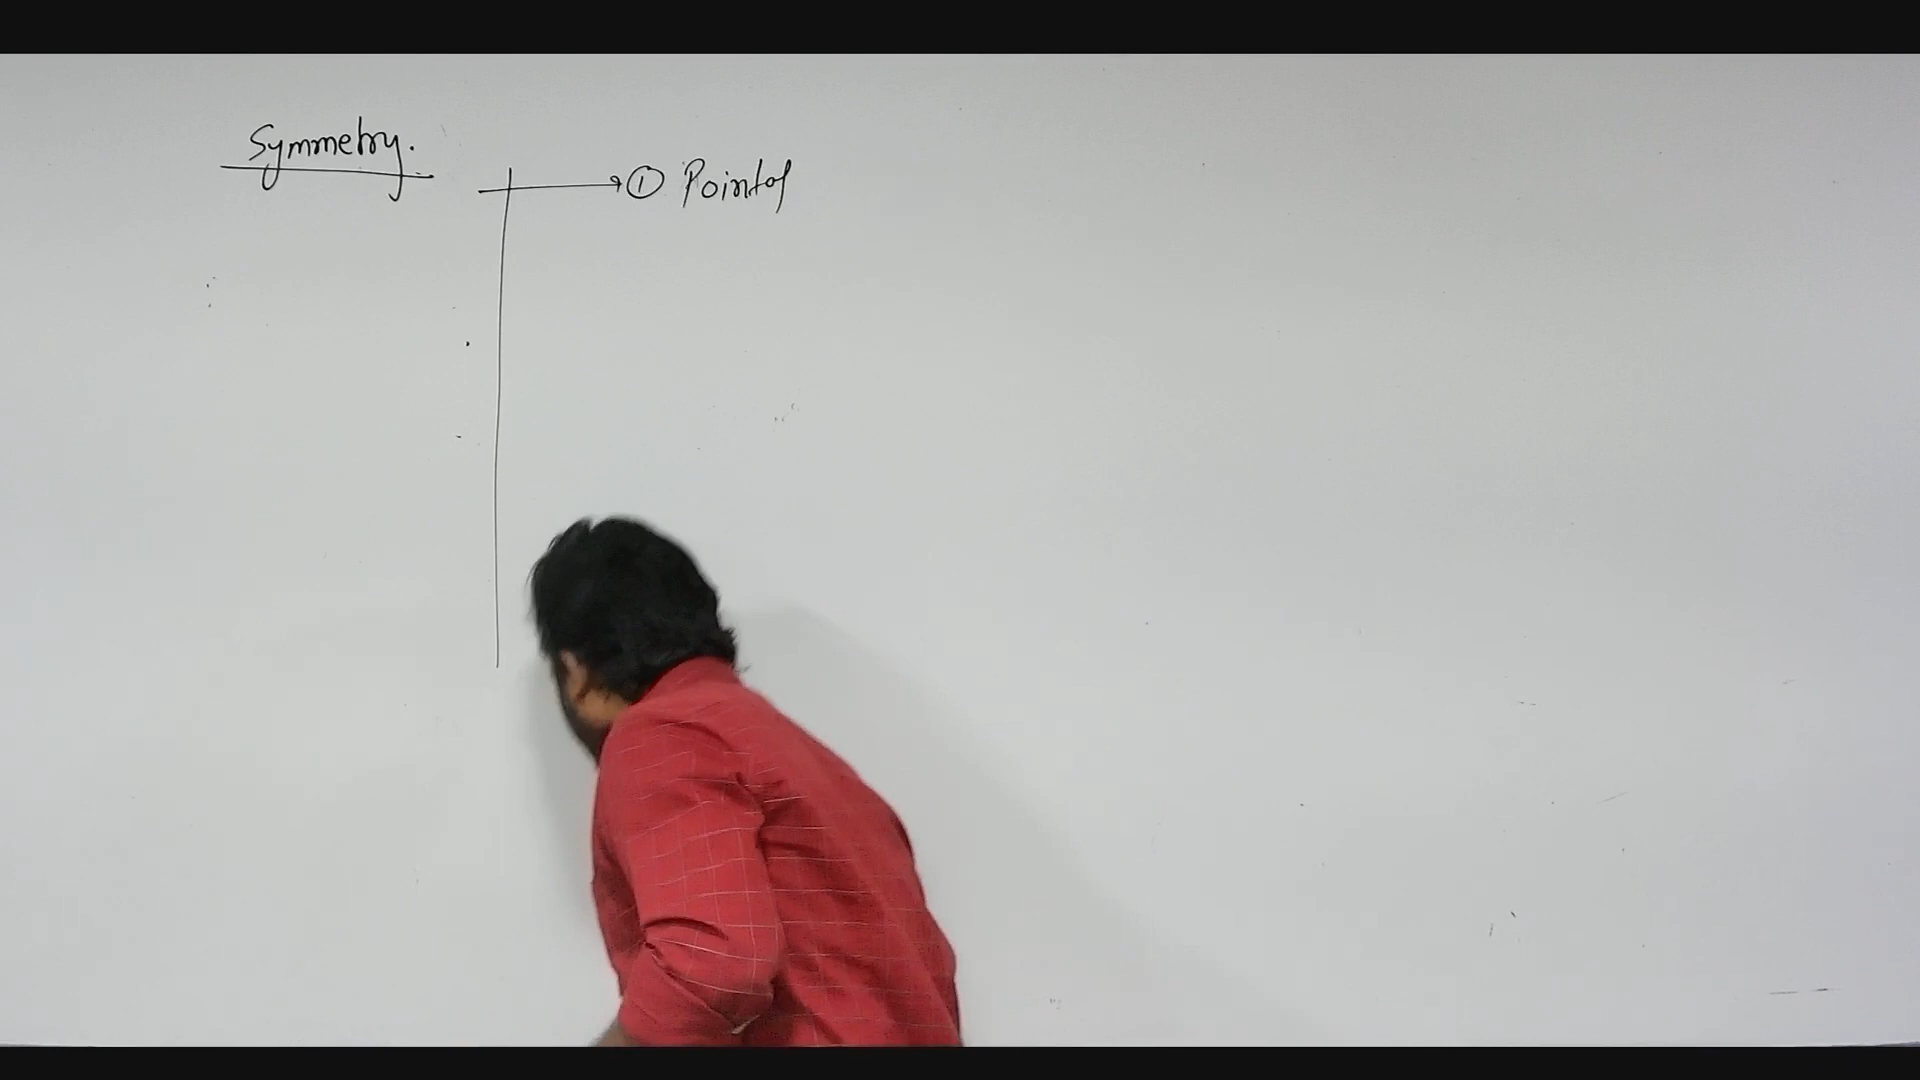 Symmetry.
① Point of